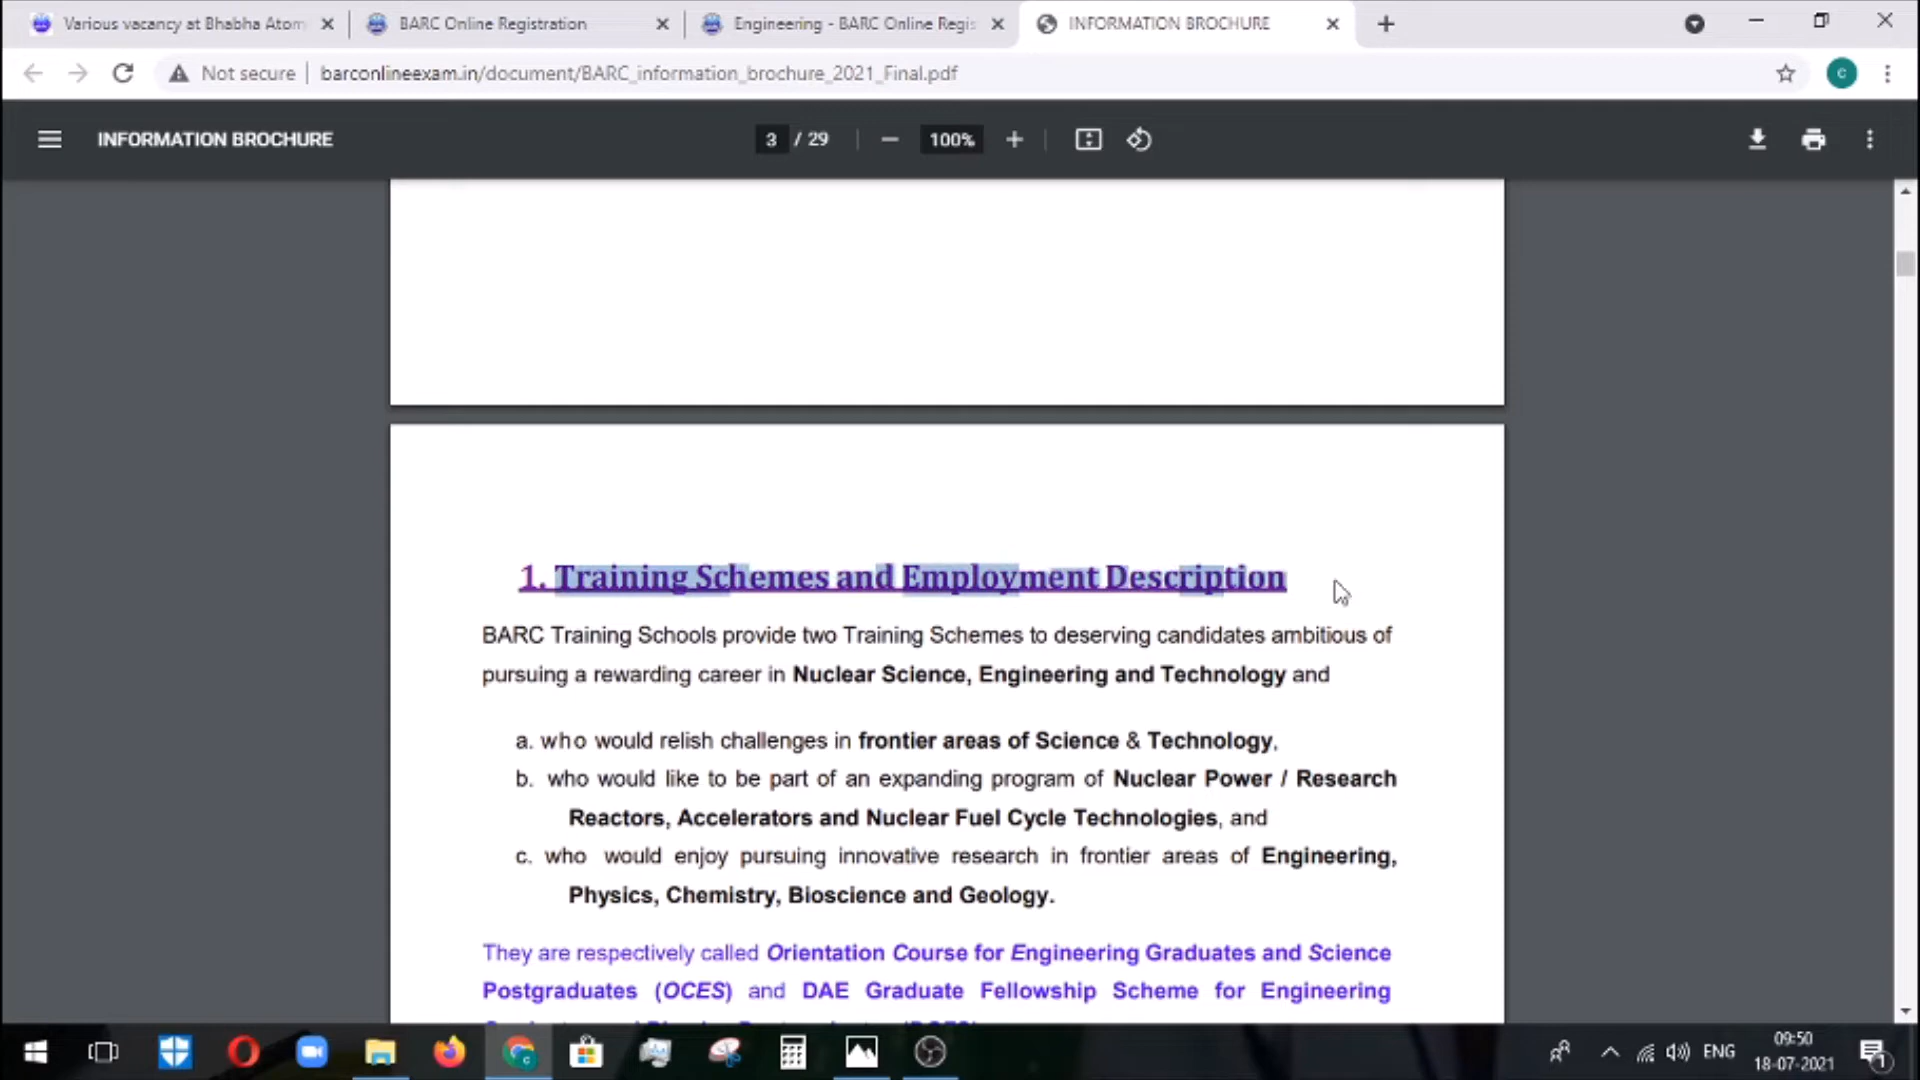 Various vacancy at Bhabha Atom
BARC Online Registration
Engineering - BARC Online Regis
INFORMATION BROCHURE
Not secure
barconlineexam.in/document/BARC_information_brochure_2021_Final.pdf
C
INFORMATION BROCHURE
3 / 29
100%
1. Training Schemes and Employment Description
BARC Training Schools provide two Training Schemes to deserving candidates ambitious of
pursuing a rewarding career in Nuclear Science, Engineering and Technology and
a. who would relish challenges in frontier areas of Science & Technology,
b. who would like to be part of an expanding program of Nuclear Power / Research
Reactors, Accelerators and Nuclear Fuel Cycle Technologies, and
c. who would enjoy pursuing innovative research in frontier areas of Engineering,
Physics, Chemistry, Bioscience and Geology.
They are respectively called Orientation Course for Engineering Graduates and Science
Postgraduates (OCES) and DAE Graduate Fellowship Scheme for Engineering
ENG
09:50
18-07-2021
1